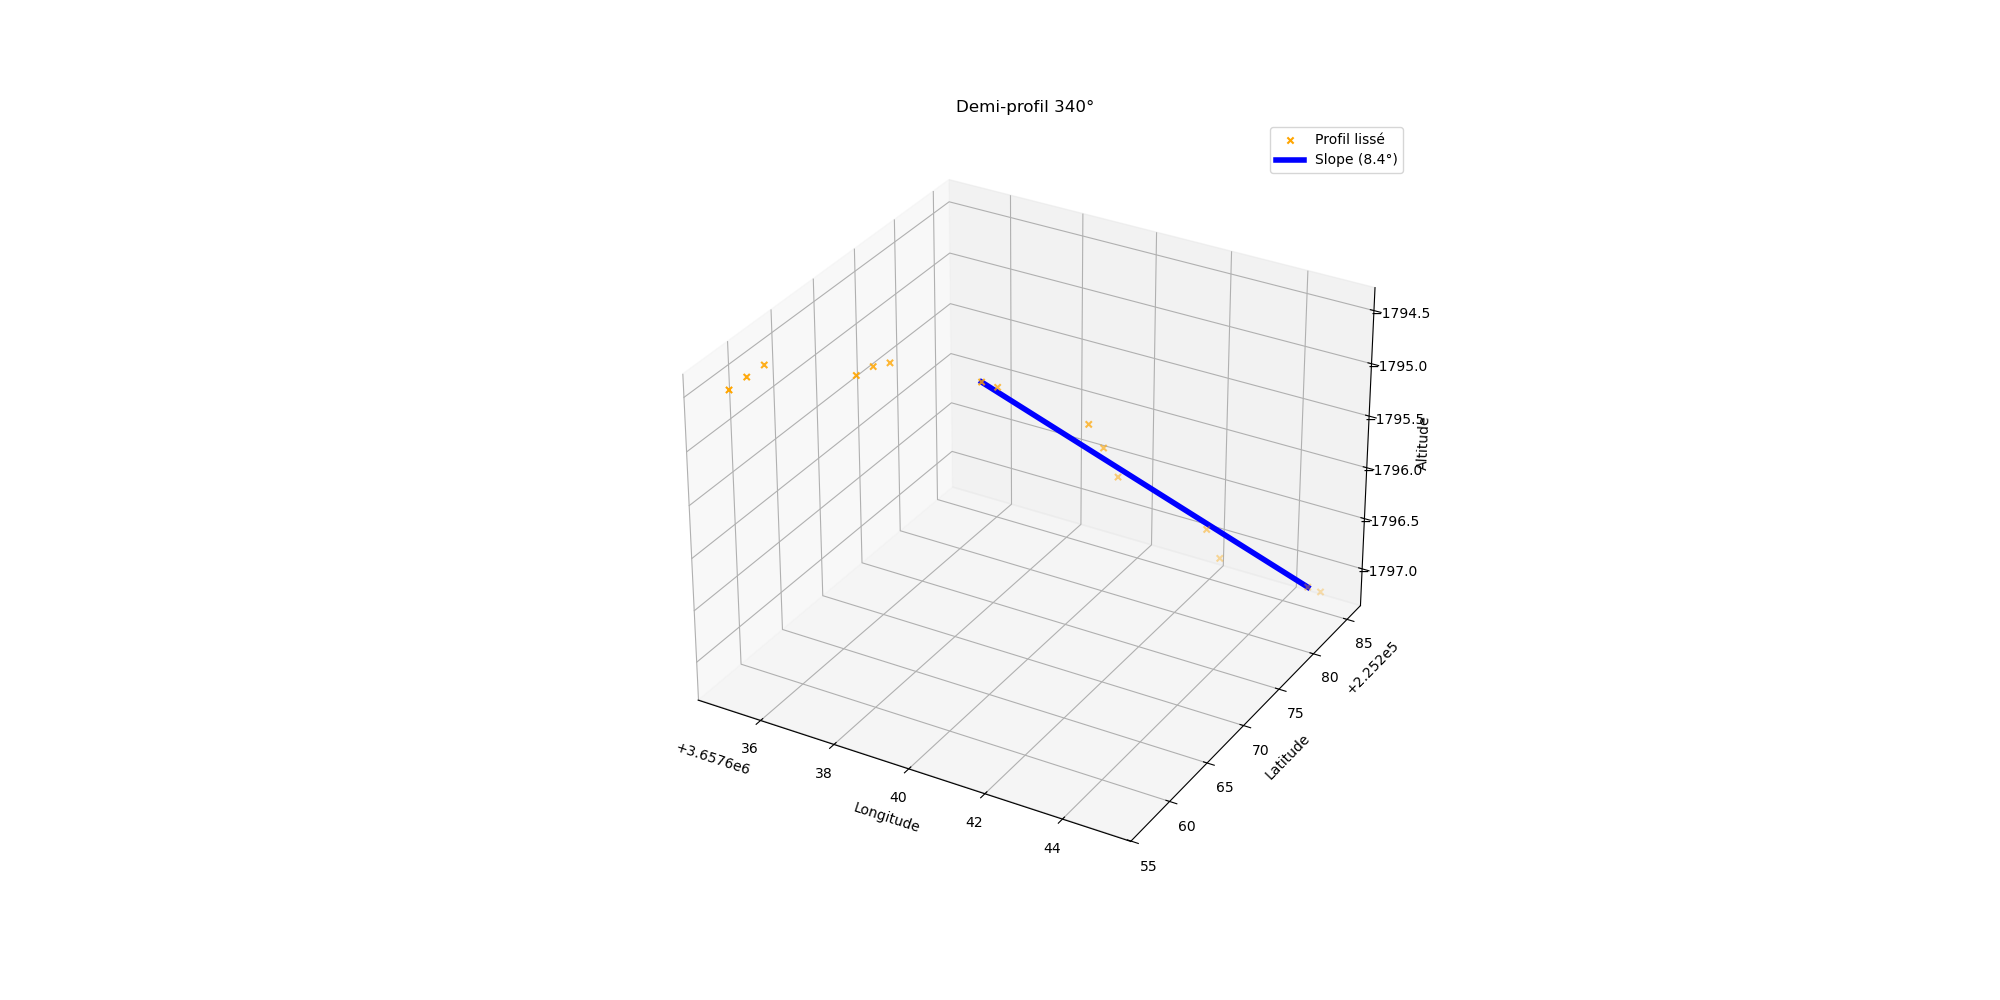 Demi-profil 340°
Profil lissé
Slope (8.4°)
−1794.5
−1795.0
−1795.5
−1796.0
−1796.5
−1797.0
Altitude
85
80
75
70
65
60
55
+2.252e5
Latitude
36
38
40
42
44
+3.6576e6
Longitude